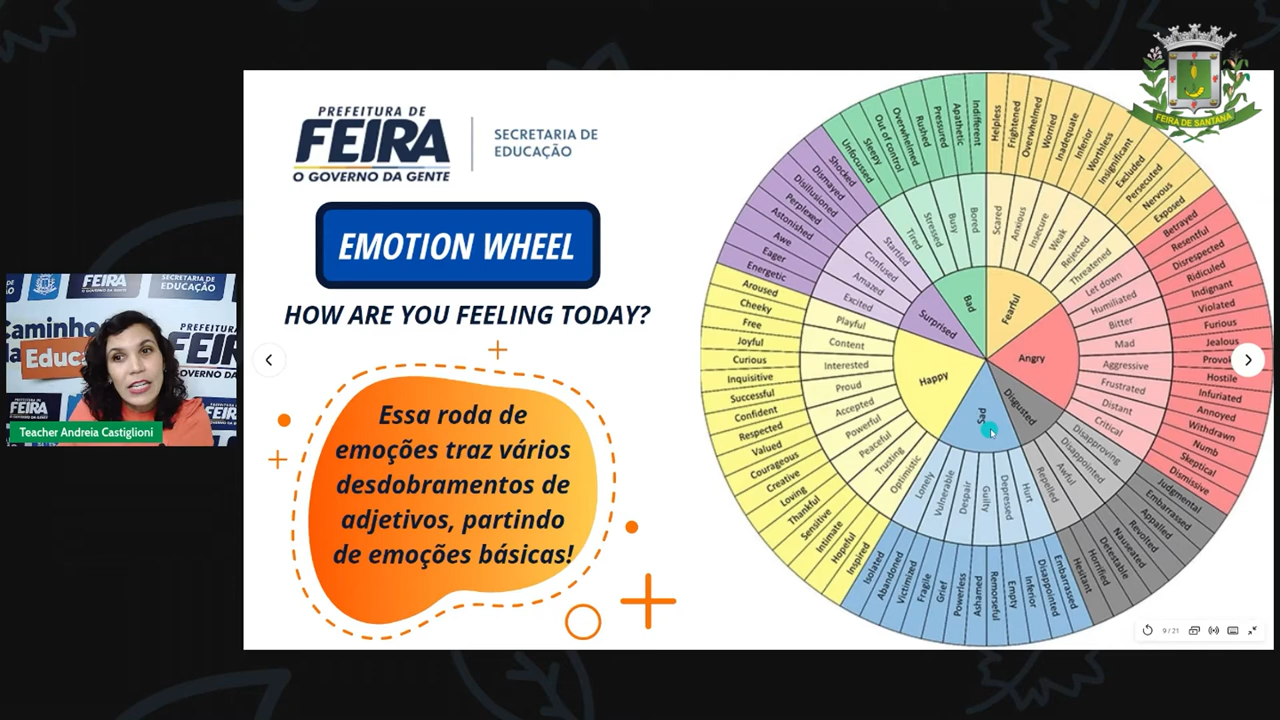 PREFEITURA DE
FEIRA
O GOVERNO DA GENTE
SECRETARIA DE
EDUCAÇÃO
EMOTION WHEEL
HOW ARE YOU FEELING TODAY?
Essa roda de
emoções traz vários
desdobramentos de
adjetivos, partindo
de emoções básicas!
FEIRA DE SANTANA
Teacher Andreia Castiglioni
FEIRA
SECRETARIA DE
EDUCAÇÃO
Caminho
Educa
FEIRA
Bad
Fearful
Angry
Disgusted
Sad
Happy
Surprised
Bored
Busy
Stressed
Tired
Scared
Anxious
Insecure
Weak
Rejected
Threatened
Let down
Humiliated
Bitter
Mad
Aggressive
Frustrated
Distant
Critical
Disapproving
Disappointed
Awful
Repelled
Hurt
Depressed
Guilty
Despair
Vulnerable
Lonely
Optimistic
Trusting
Peaceful
Powerful
Accepted
Proud
Interested
Content
Playful
Excited
Amazed
Confused
Startled
Indifferent
Apathetic
Pressured
Rushed
Overwhelmed
Out of control
Sleepy
Unfocussed
Helpless
Frightened
Overwhelmed
Worried
Inadequate
Inferior
Worthless
Insignificant
Excluded
Persecuted
Nervous
Exposed
Betrayed
Resentful
Disrespected
Ridiculed
Indignant
Violated
Furious
Jealous
Provok
Hostile
Infuriated
Annoyed
Withdrawn
Numb
Skeptical
Dismissive
Judgmental
Embarrassed
Appalled
Revolted
Nauseated
Detestable
Horrified
Hesitant
Embarrassed
Disappointed
Inferior
Empty
Remorseful
Ashamed
Powerless
Grief
Fragile
Victimized
Abandoned
Isolated
Inspired
Hopeful
Intimate
Sensitive
Thankful
Loving
Creative
Courageous
Valued
Respected
Confident
Successful
Inquisitive
Curious
Joyful
Free
Cheeky
Aroused
Energetic
Eager
Awe
Astonished
Perplexed
Disillusioned
Dismayed
Shocked
9 / 21